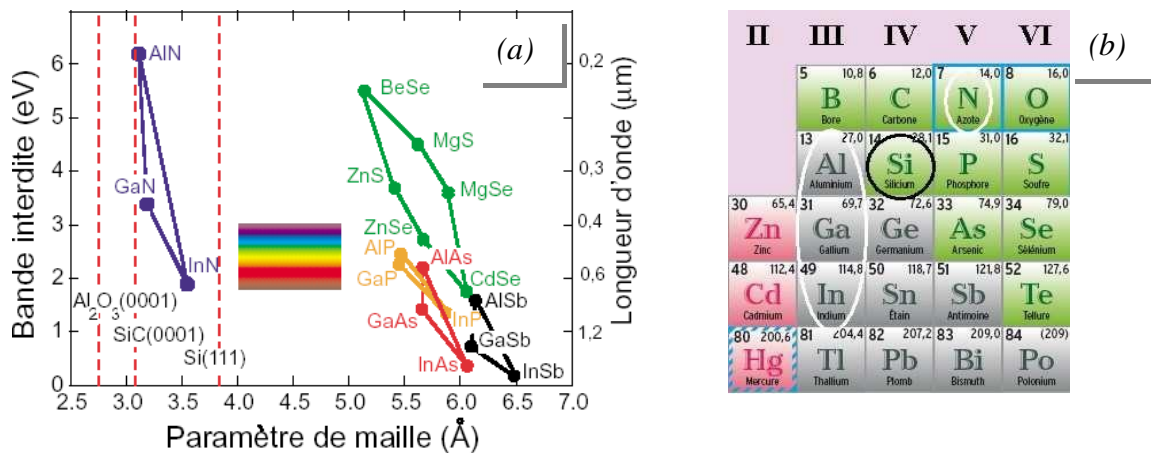 (a)
Bande interdite (eV)
6
5
4
3
2
1
0
AlN
GaN
InN
Al2O3(0001)
SiC(0001)
Si(111)
BeSe
MgS
ZnS
MgSe
ZnSe
AlP
AlAs
GaP
CdSe
AlSb
InP
GaAs
GaSb
InAs
InSb
0,2
0,3
0,4
0,6
1,2
Longueur d'onde (μm)
2.5 3.0 3.5 4.0 4.5 5.0 5.5 6.0 6.5 7.0
Paramètre de maille (Å)
(b)
II III IV V VI
5 10,8 6 12,0 7 14,0 8 16,0
B C N O
Bore Carbone Azote Oxygène
13 27,0 14 28,1 15 31,0 16 32,1
Al Si P S
Aluminium Silicium Phosphore Soufre
30 65,4 31 69,7 32 72,6 33 74,9 34 79,0
Zn Ga Ge As Se
Zinc Gallium Germanium Arsenic Sélénium
48 112,4 49 114,8 50 118,7 51 121,8 52 127,6
Cd In Sn Sb Te
Cadmium Indium Étain Antimoine Tellure
80 200,6 81 204,4 82 207,2 83 209,0 84 (209)
Hg Tl Pb Bi Po
Mercure Thallium Plomb Bismuth Polonium